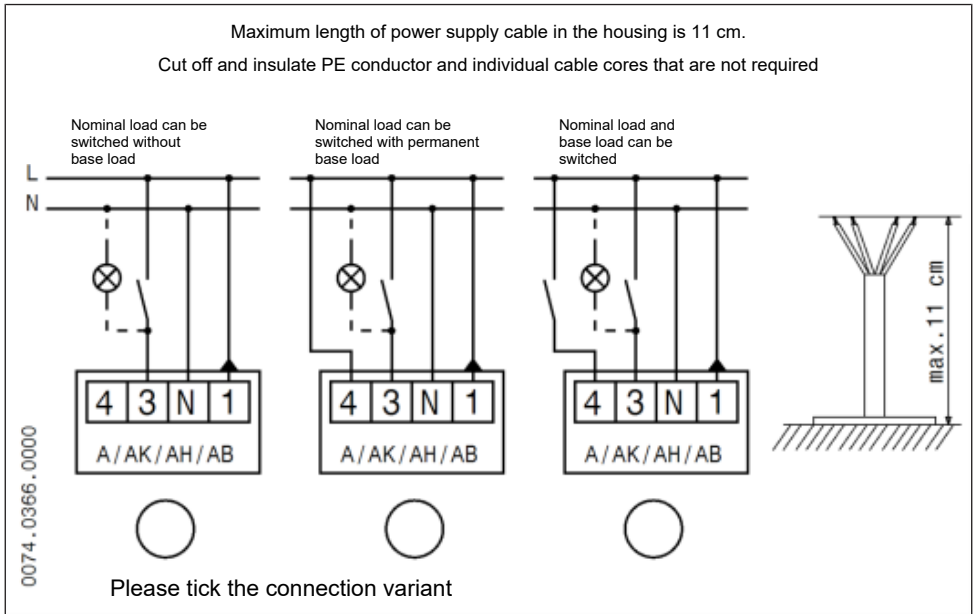 Maximum length of power supply cable in the housing is 11 cm.
Cut off and insulate PE conductor and individual cable cores that are not required
Nominal load can be
switched without
base load
Nominal load can be
switched with permanent
base load
Nominal load and
base load can be
switched
L
N
4 3 N 1
A/AK/AH/AB
4 3 N 1
A/AK/AH/AB
4 3 N 1
A/AK/AH/AB
max.11 cm
0074.0366.0000
Please tick the connection variant